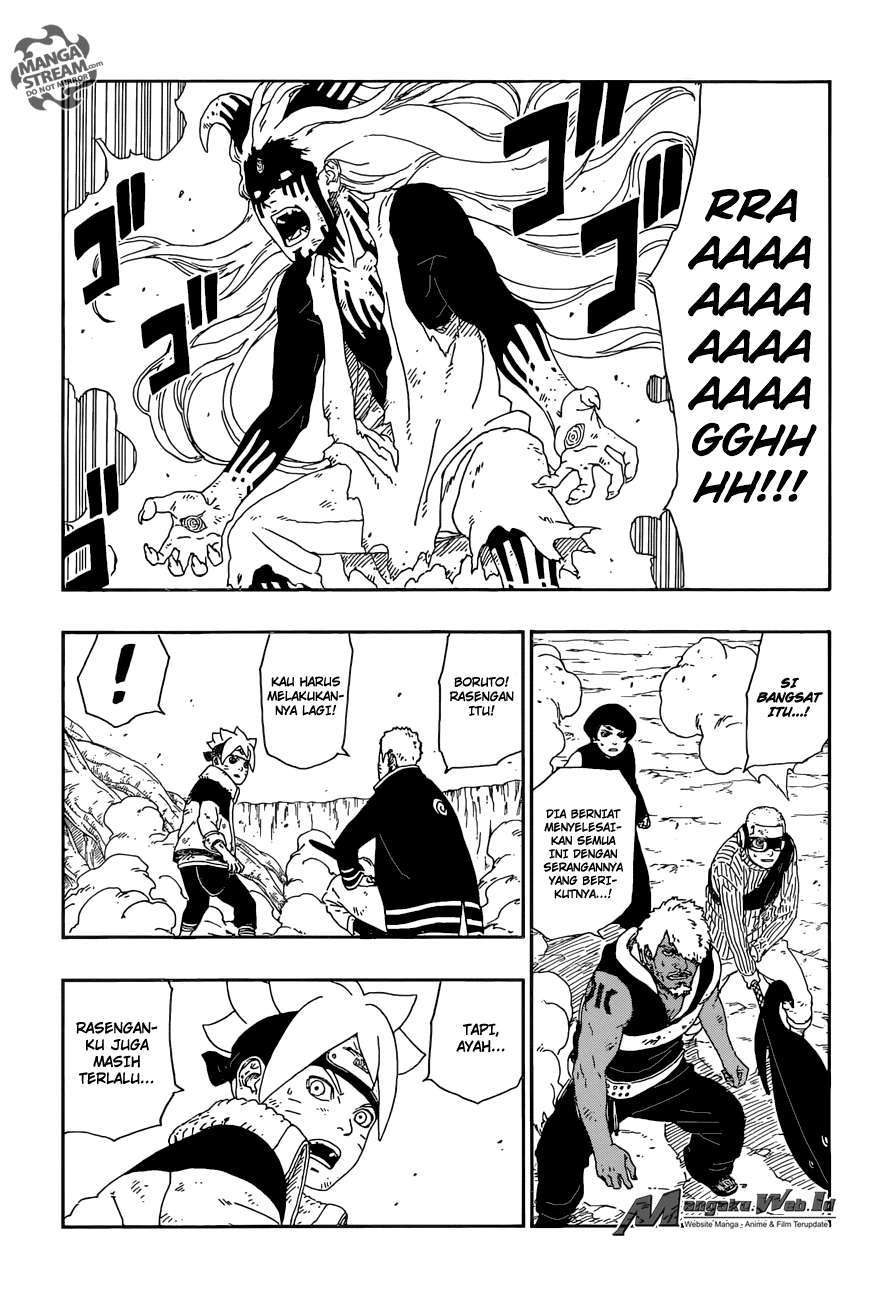 MANGA
STREAM.com
DO NOT MIRROR
RRA
AAAA
AAAA
AAAA
AAAA
GGHH
HH!!!
ゴ
ゴ
ゴ
ゴ
ゴ
ゴ
SI
BANGSAT
ITU...!
DIA BERNIAT
MENYELESAI-
KAN SEMUA
INI DENGAN
SERANGANNYA
YANG BERI-
KUTNYA...!
BORUTO!
RASENGAN
ITU!
KAU HARUS
MELAKUKAN-
NYA LAGI!
!
TAPI,
AYAH...
RASENGAN-
KU JUGA
MASIH
TERLALU...
Mangaku.Web.Id
Website Manga - Anime & Film Terupdate!